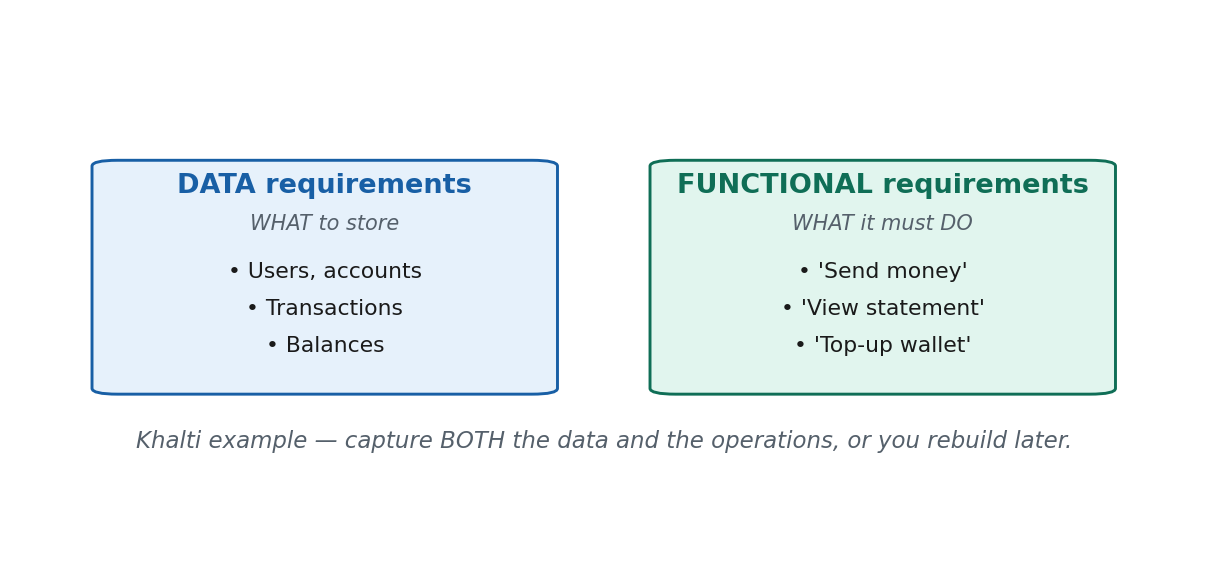 DATA requirements
WHAT to store
• Users, accounts
• Transactions
• Balances
FUNCTIONAL requirements
WHAT it must DO
• 'Send money'
• 'View statement'
• 'Top-up wallet'
Khalti example — capture BOTH the data and the operations, or you rebuild later.